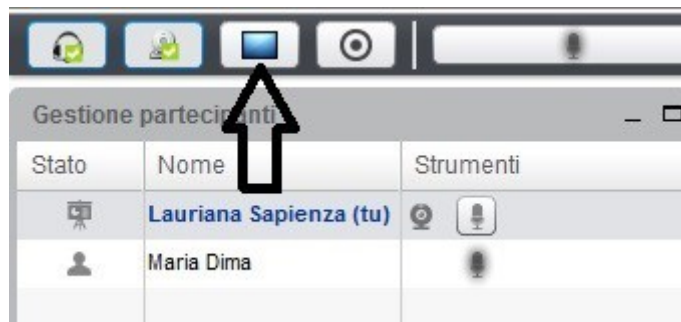 Gestione partecipanti
Stato Nome Strumenti
Lauriana Sapienza (tu)
Maria Dima